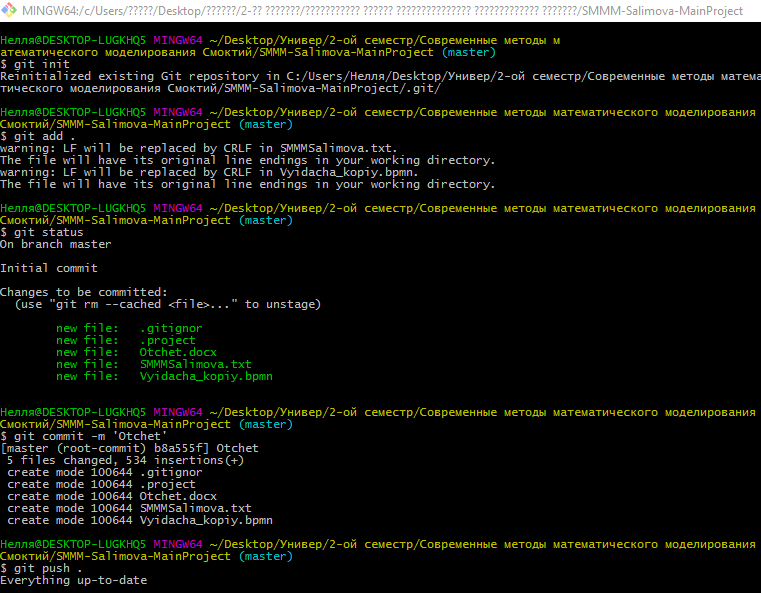 MINGW64:/c/Users/?????/Desktop/??????/2-?? ???????/??????????? ?????? ??????????????? ????????????? ???????/SMMM-Salimova-MainProject
Нелля@DESKTOP-LUGKHQ5 MINGW64 ~/Desktop/Универ/2-ой семестр/Современные методы м
атематического моделирования Смоктий/SMMM-Salimova-MainProject (master)
$ git init
Reinitialized existing Git repository in C:/Users/Нелля/Desktop/Универ/2-ой семестр/Современные методы матема
тического моделирования Смоктий/SMMM-Salimova-MainProject/.git/
Нелля@DESKTOP-LUGKHQ5 MINGW64 ~/Desktop/Универ/2-ой семестр/Современные методы математического моделирования
Смоктий/SMMM-Salimova-MainProject (master)
$ git add .
warning: LF will be replaced by CRLF in SMMMSalimova.txt.
The file will have its original line endings in your working directory.
warning: LF will be replaced by CRLF in Vyidacha_kopiy.bpmn.
The file will have its original line endings in your working directory.
Нелля@DESKTOP-LUGKHQ5 MINGW64 ~/Desktop/Универ/2-ой семестр/Современные методы математического моделирования
Смоктий/SMMM-Salimova-MainProject (master)
$ git status
On branch master
Initial commit
Changes to be committed:
  (use "git rm --cached <file>..." to unstage)
        new file:   .gitignor
        new file:   .project
        new file:   Otchet.docx
        new file:   SMMMSalimova.txt
        new file:   Vyidacha_kopiy.bpmn
Нелля@DESKTOP-LUGKHQ5 MINGW64 ~/Desktop/Универ/2-ой семестр/Современные методы математического моделирования
Смоктий/SMMM-Salimova-MainProject (master)
$ git commit -m 'Otchet'
[master (root-commit) b8a555f] Otchet
 5 files changed, 534 insertions(+)
 create mode 100644 .gitignor
 create mode 100644 .project
 create mode 100644 Otchet.docx
 create mode 100644 SMMMSalimova.txt
 create mode 100644 Vyidacha_kopiy.bpmn
Нелля@DESKTOP-LUGKHQ5 MINGW64 ~/Desktop/Универ/2-ой семестр/Современные методы математического моделирования
Смоктий/SMMM-Salimova-MainProject (master)
$ git push .
Everything up-to-date